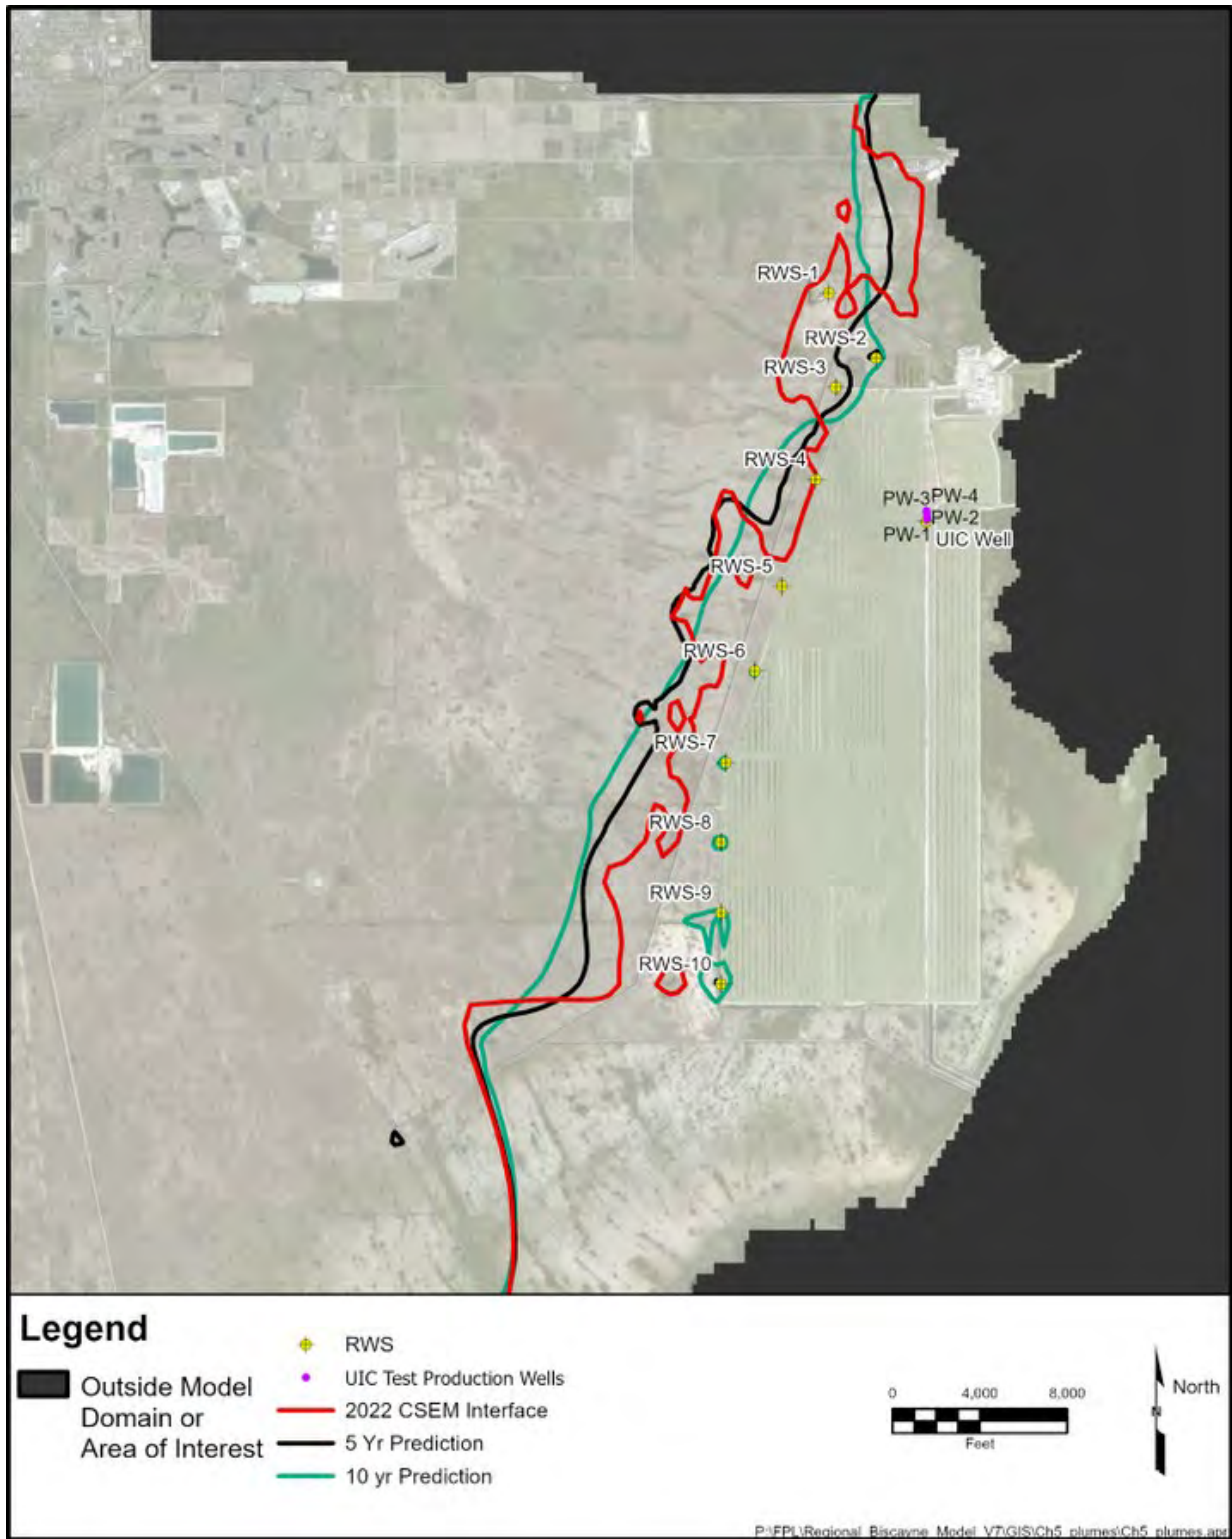 RWS-1
RWS-2
RWS-3
RWS-4
PW-3 PW-4
PW-2
PW-1 UIC Well
RWS-5
RWS-6
RWS-7
RWS-8
RWS-9
RWS-10
Legend
Outside Model
Domain or
Area of Interest
RWS
UIC Test Production Wells
2022 CSEM Interface
5 Yr Prediction
10 yr Prediction
0 4,000 8,000
Feet
N
North
P:\FPL\Regional_Biscayne_Model_V7\GIS\Ch5_plumes\Ch5_plumes.apr